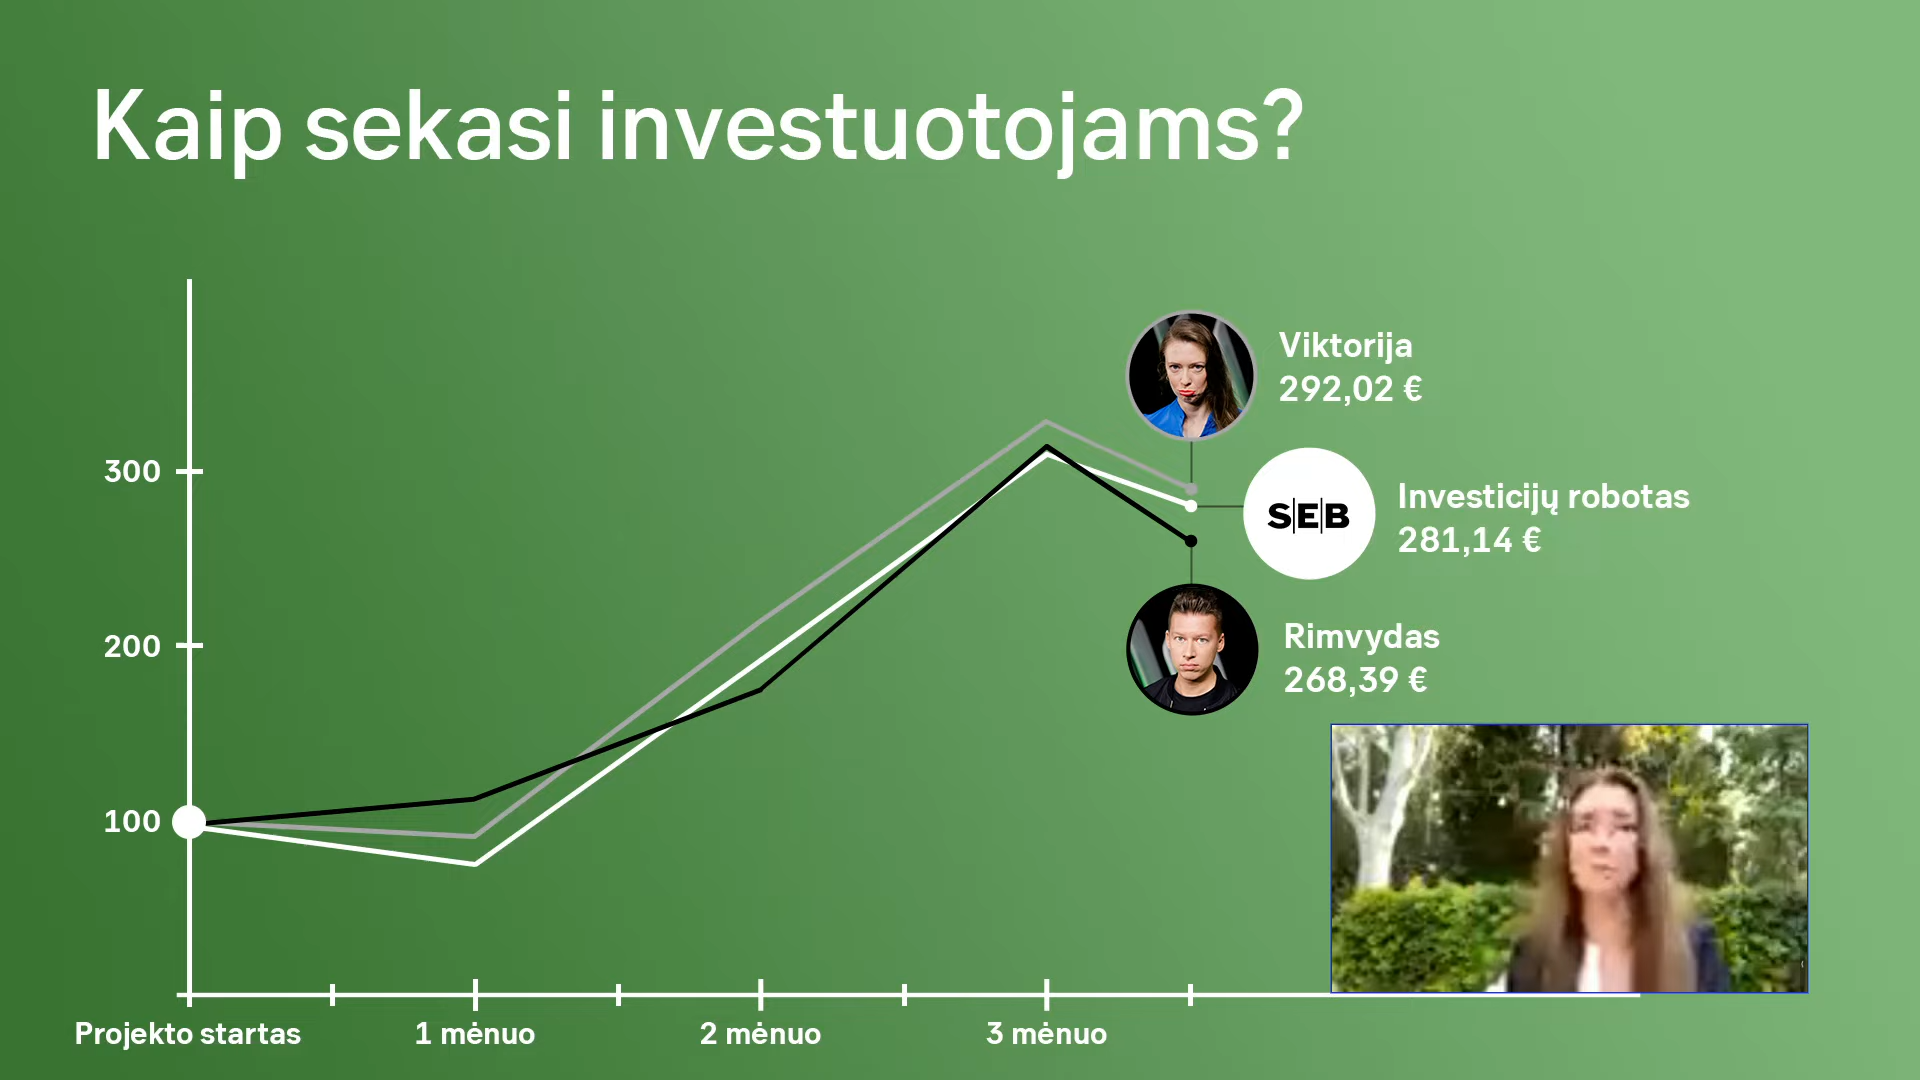 Kaip sekasi investuotojams?
Viktorija
292,02 €
300
S|E|B
Investicijų robotas
281,14 €
200
Rimvydas
268,39 €
100
Projekto startas
1 mėnuo
2 mėnuo
3 mėnuo